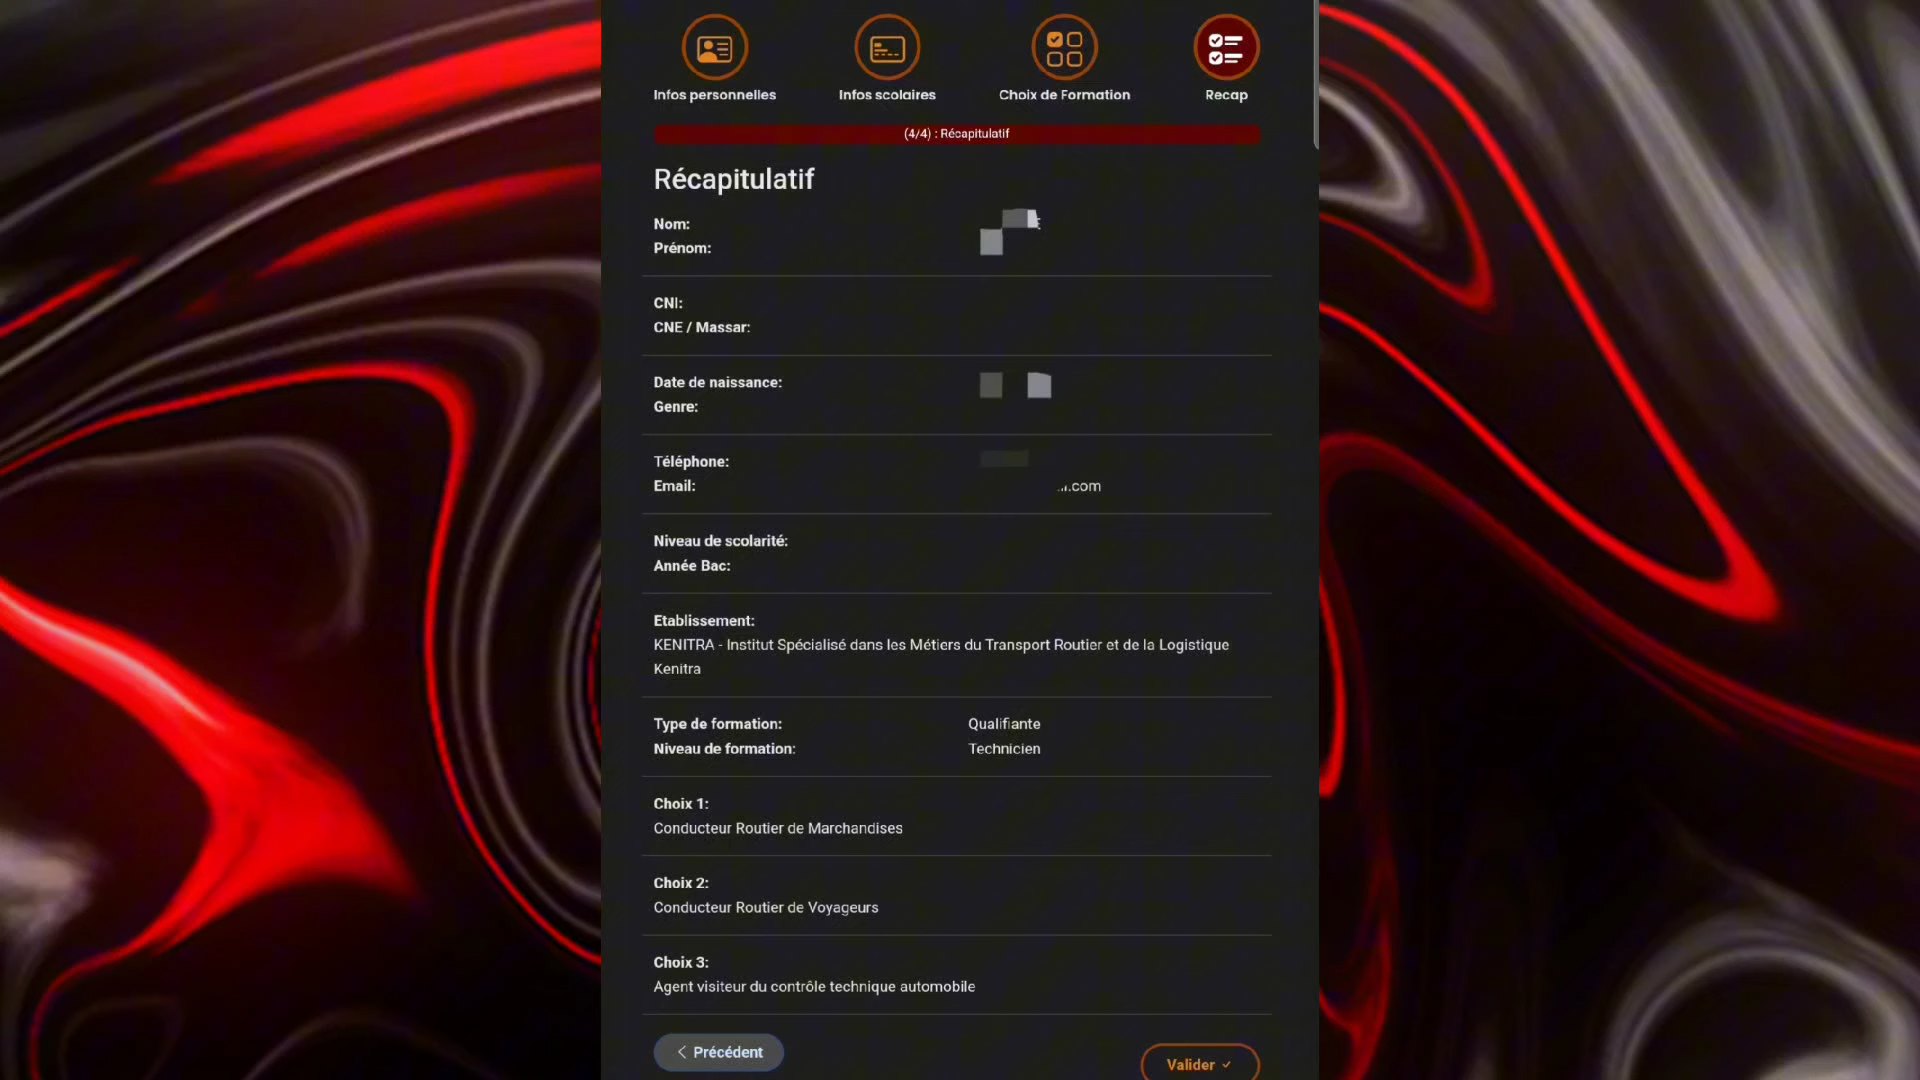 Infos personnelles
Infos scolaires
Choix de Formation
Recap
(4/4) : Récapitulatif
Récapitulatif
Nom:
Prénom:
CNI:
CNE / Massar:
Date de naissance:
Genre:
Téléphone:
Email:
.com
Niveau de scolarité:
Année Bac:
Etablissement:
KENITRA - Institut Spécialisé dans les Métiers du Transport Routier et de la Logistique
Kenitra
Type de formation: Qualifiante
Niveau de formation: Technicien
Choix 1:
Conducteur Routier de Marchandises
Choix 2:
Conducteur Routier de Voyageurs
Choix 3:
Agent visiteur du contrôle technique automobile
Précédent
Valider